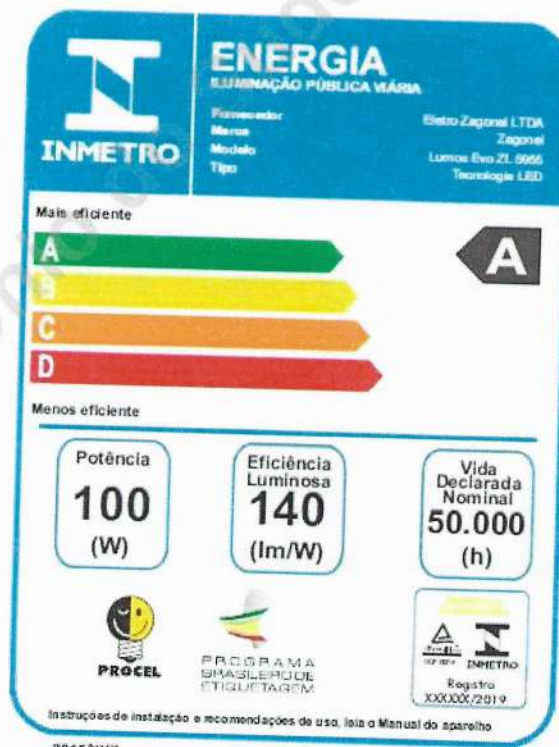 ENERGIA
ILUMINAÇÃO PÚBLICA VIÁRIA
INMETRO
Fornecedor Eletro Zagonel LTDA
Marca Zagonel
Modelo Lumos Evo ZL 5955
Tipo Tecnologia LED
Mais eficiente
A A
B
C
D
Menos eficiente
Potência
100
(W)
Eficiência
Luminosa
140
(lm/W)
Vida
Declarada
Nominal
50.000
(h)
PROCEL
PROGRAMA
BRASILEIRO DE
ETIQUETAGEM
INMETRO
Registro
XXXXXX/2019
Instruções de instalação e recomendações de uso, leia o Manual do aparelho